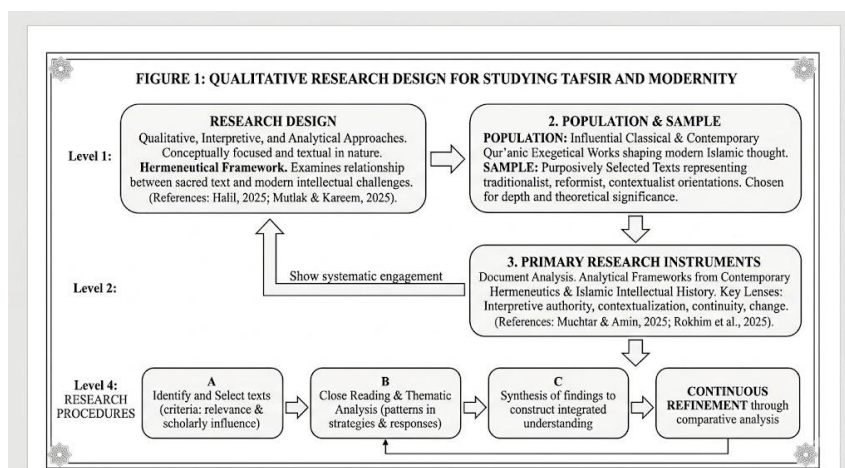 FIGURE 1: QUALITATIVE RESEARCH DESIGN FOR STUDYING TAFSIR AND MODERNITY
Level 1:
RESEARCH DESIGN
Qualitative, Interpretive, and Analytical Approaches.
Conceptually focused and textual in nature.
Hermeneutical Framework. Examines relationship
between sacred text and modern intellectual challenges.
(References: Halil, 2025; Mutlak & Kareem, 2025).
2. POPULATION & SAMPLE
POPULATION: Influential Classical & Contemporary
Qur'anic Exegetical Works shaping modern Islamic thought.
SAMPLE: Purposively Selected Texts representing
traditionalist, reformist, contextualist orientations. Chosen
for depth and theoretical significance.
Level 2:
Show systematic engagement
3. PRIMARY RESEARCH INSTRUMENTS
Document Analysis. Analytical Frameworks from Contemporary
Hermeneutics & Islamic Intellectual History. Key Lenses:
Interpretive authority, contextualization, continuity, change.
(References: Muchtar & Amin, 2025; Rokhim et al., 2025).
Level 4:
RESEARCH
PROCEDURES
A
Identify and Select texts
(criteria: relevance &
scholarly influence)
B
Close Reading & Thematic
Analysis (patterns in
strategies & responses)
C
Synthesis of findings to
construct integrated
understanding
CONTINUOUS
REFINEMENT through
comparative analysis